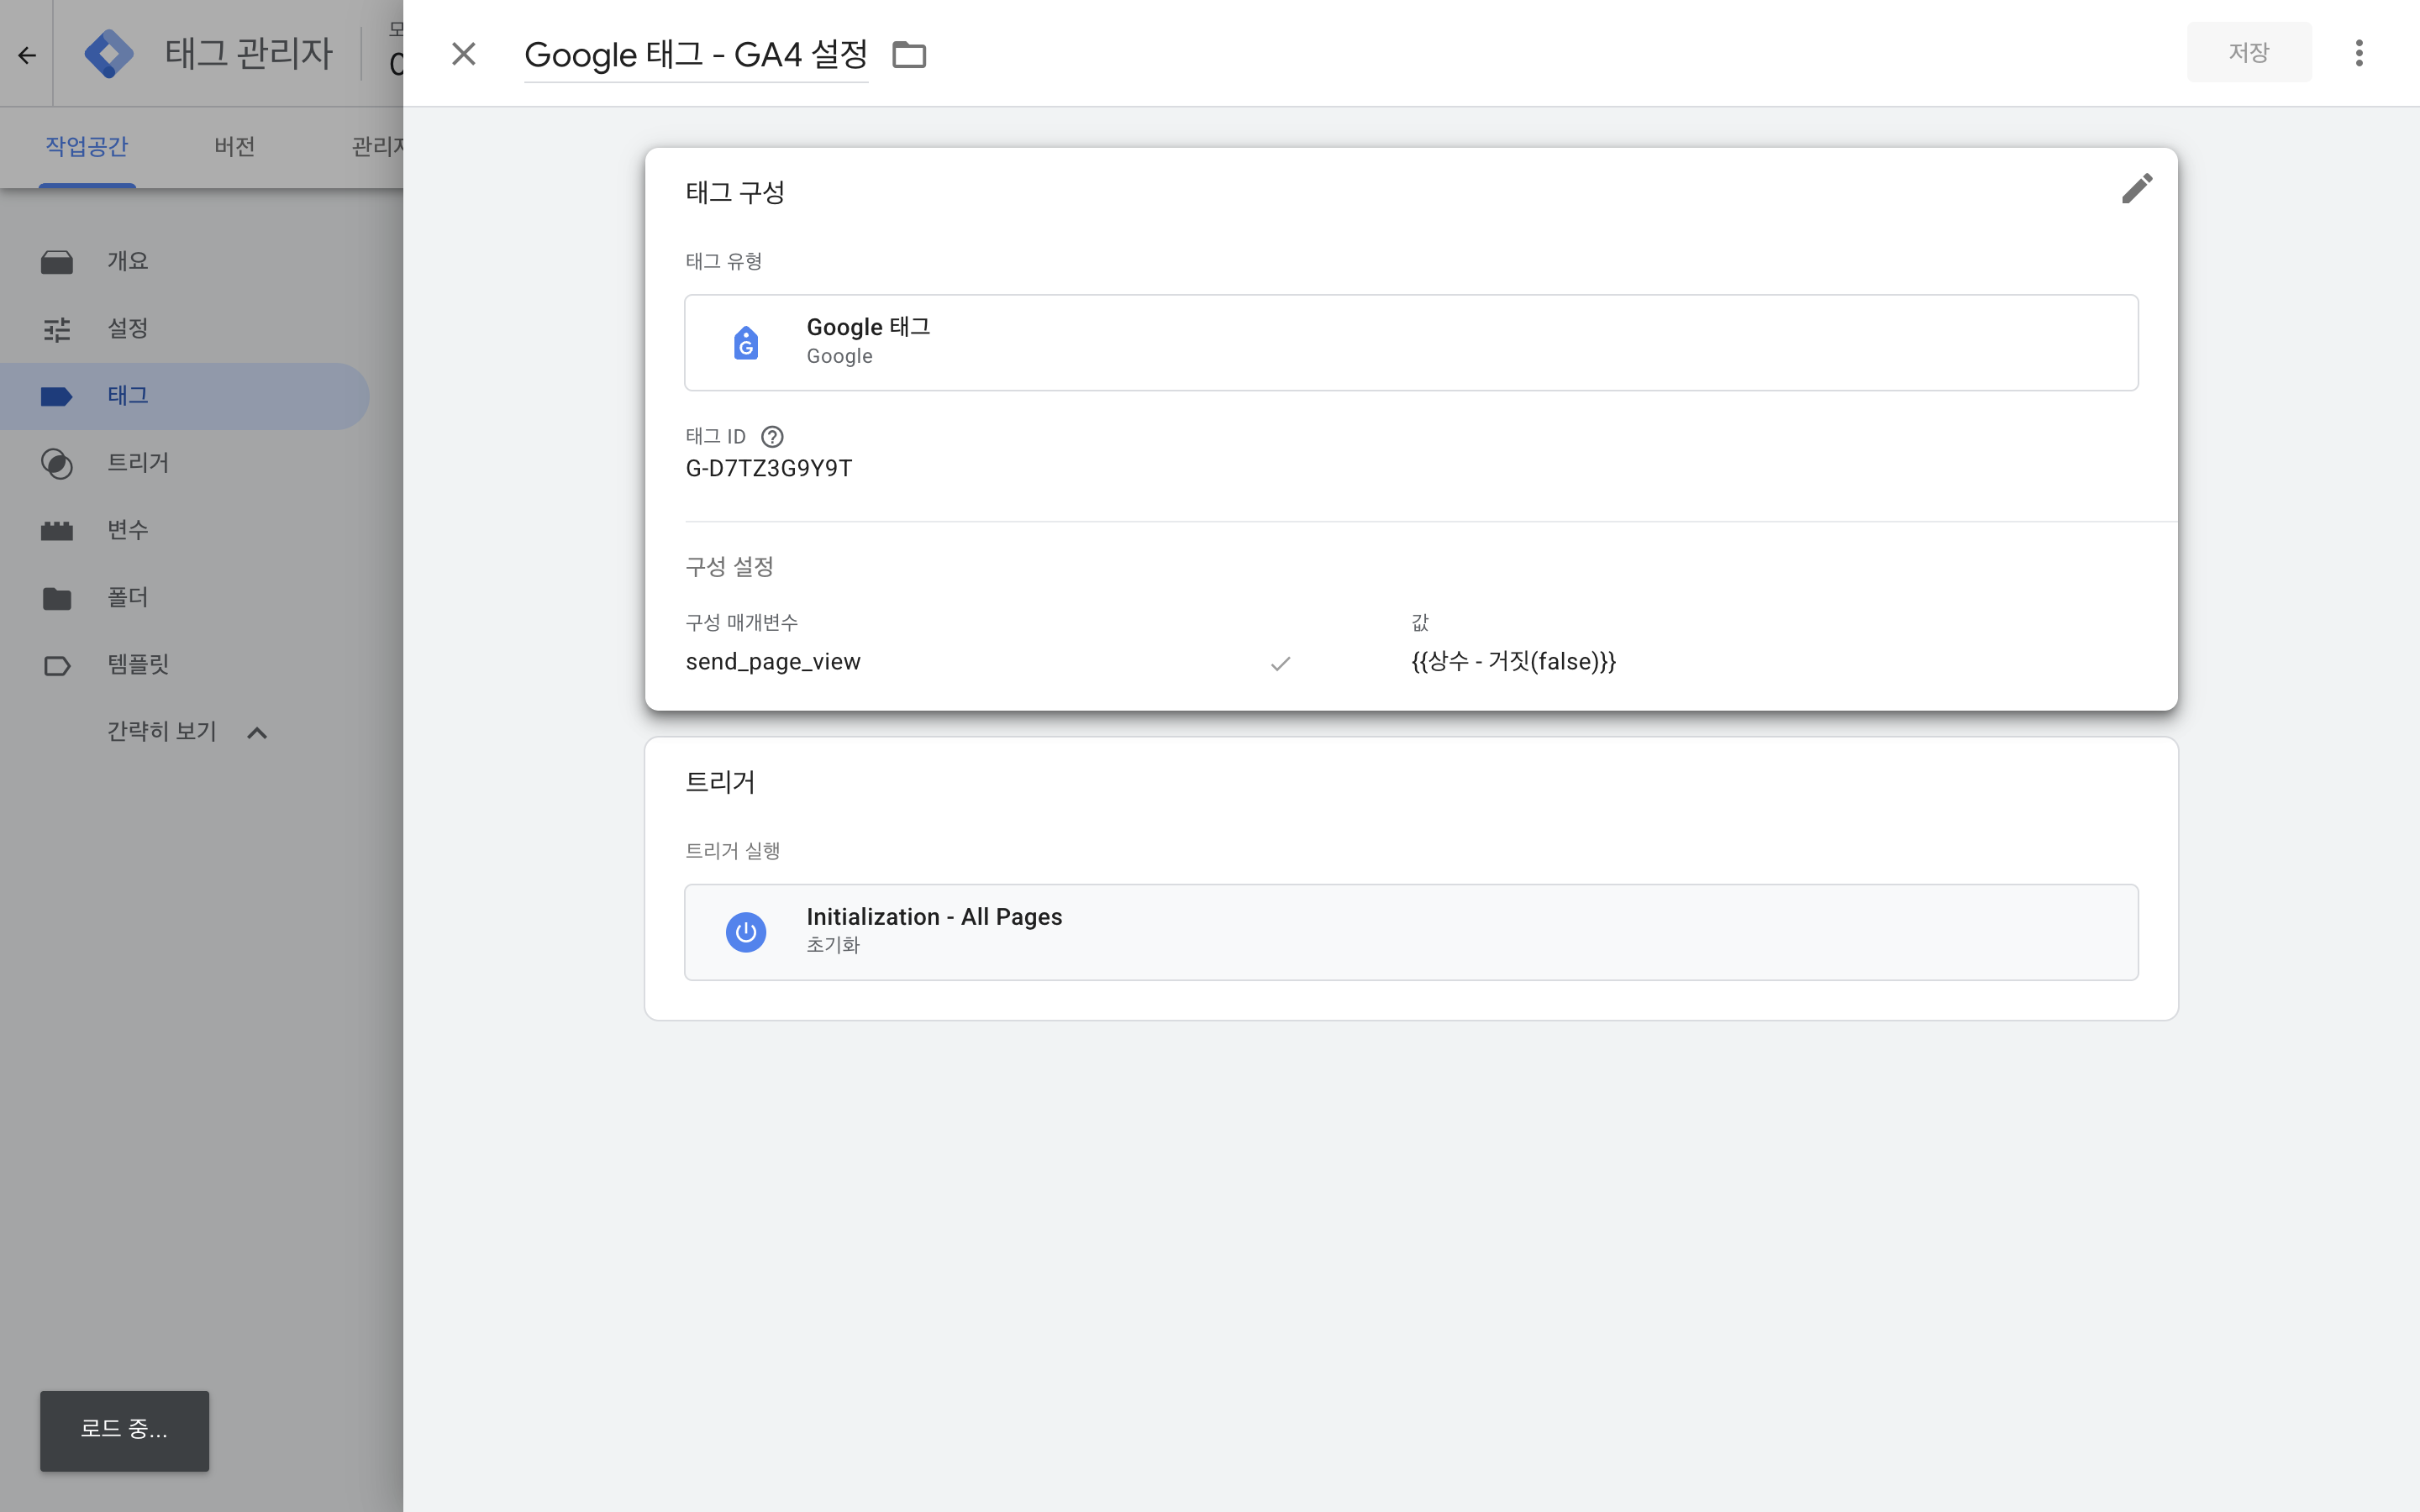 태그 관리자
Google 태그 - GA4 설정
저장
작업공간
버전
개요
설정
태그
트리거
변수
폴더
템플릿
간략히 보기
로드 중...
태그 구성
태그 유형
Google 태그
Google
태그 ID
G-D7TZ3G9Y9T
구성 설정
구성 매개변수
값
send_page_view
{{상수 - 거짓(false)}}
트리거
트리거 실행
Initialization - All Pages
초기화